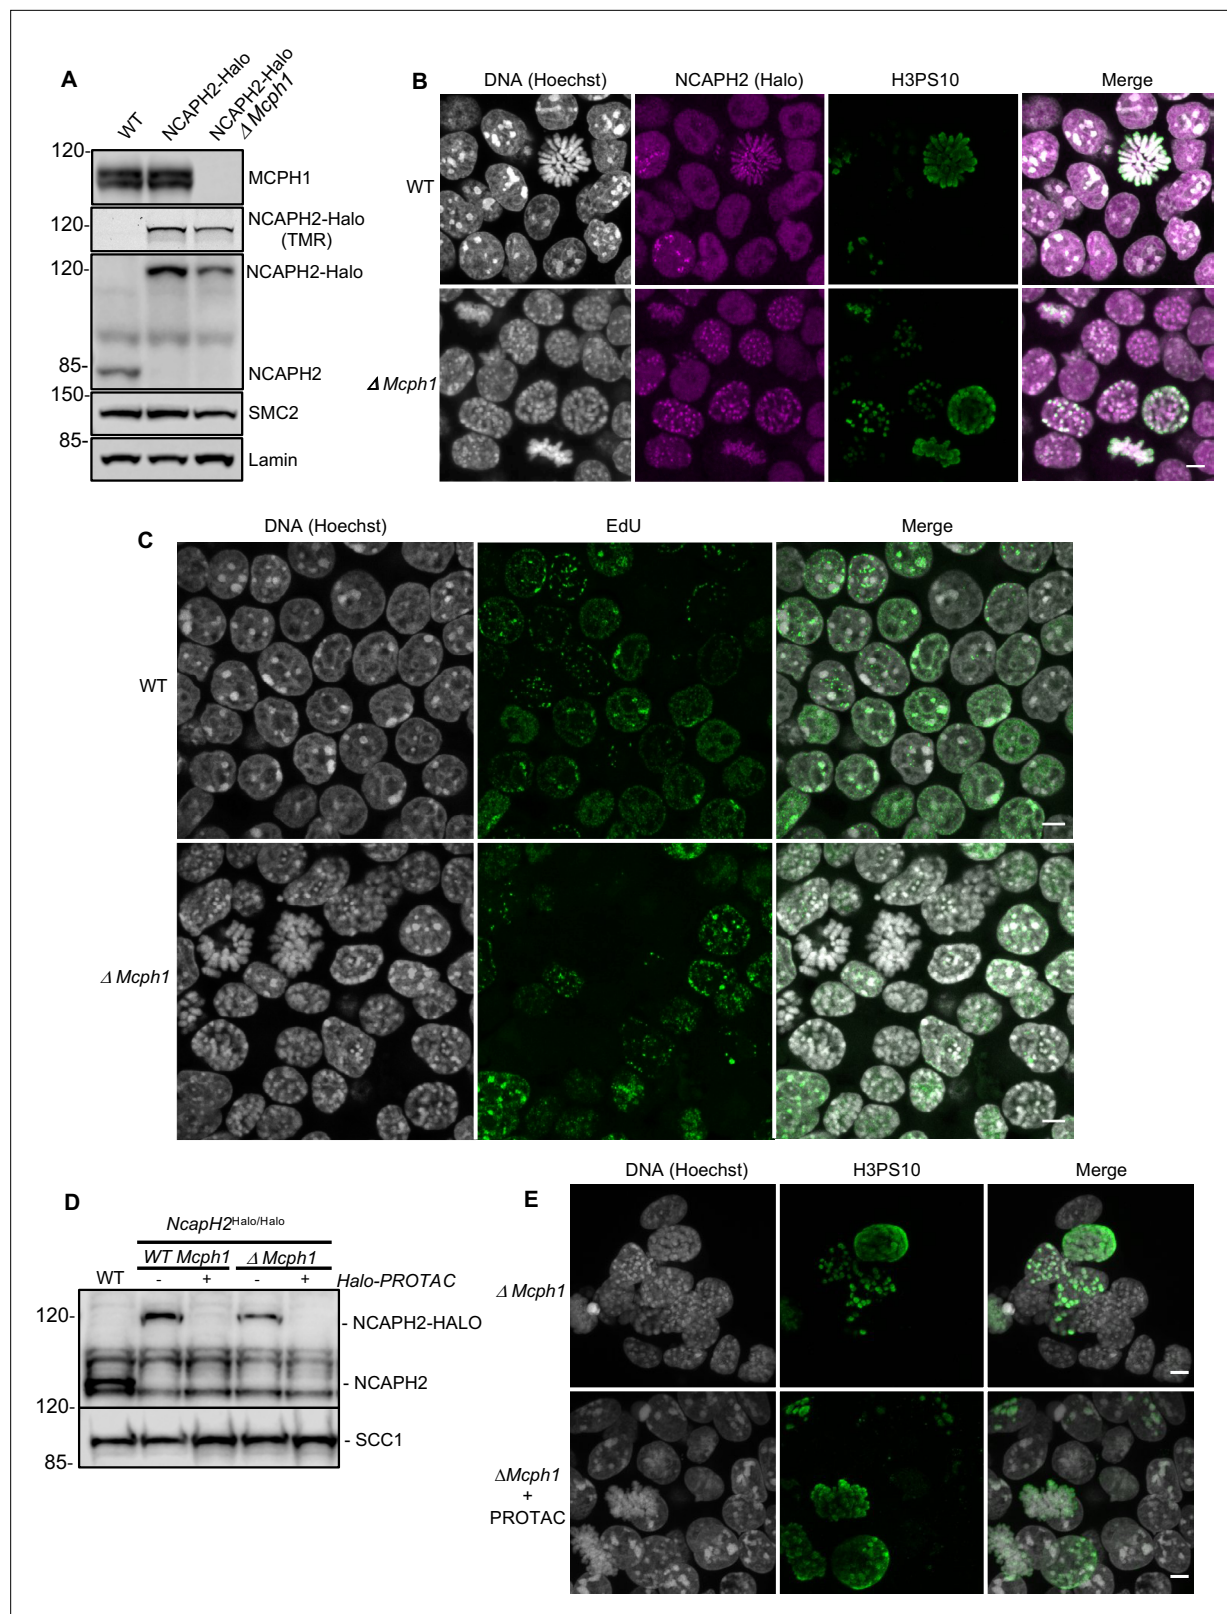 A
WT
NCAPH2-Halo
NCAPH2-Halo
Δ Mcph1
120-
MCPH1
120-
NCAPH2-Halo
(TMR)
120-
NCAPH2-Halo
85-
NCAPH2
150-
SMC2
85-
Lamin
B
DNA (Hoechst)
NCAPH2 (Halo)
H3PS10
Merge
WT
Δ Mcph1
C
DNA (Hoechst)
EdU
Merge
WT
Δ Mcph1
D
NcapH2Halo/Halo
WT Mcph1
Δ Mcph1
WT
-
+
-
+
Halo-PROTAC
120-
- NCAPH2-HALO
- NCAPH2
120-
- SCC1
85-
E
DNA (Hoechst)
H3PS10
Merge
Δ Mcph1
ΔMcph1
+
PROTAC